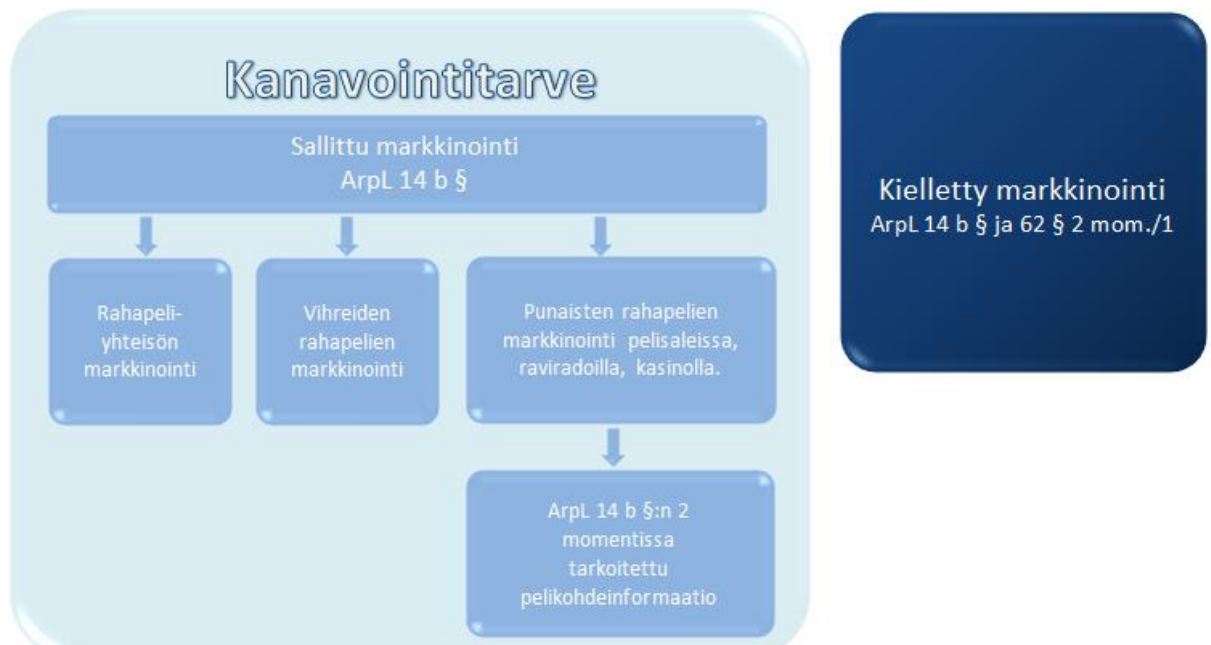 Kanavointitarve
Sallittu markkinointi
ArpL 14 b §
Rahapeli-
yhteisön
markkinointi
Vihreiden
rahapelien
markkinointi
Punaisten rahapelien
markkinointi pelisaleissa,
raviradoilla, kasinolla.
ArpL 14 b §:n 2
momentissa
tarkoitettu
pelikohdeinformaatio
Kielletty markkinointi
ArpL 14 b § ja 62 § 2 mom./1